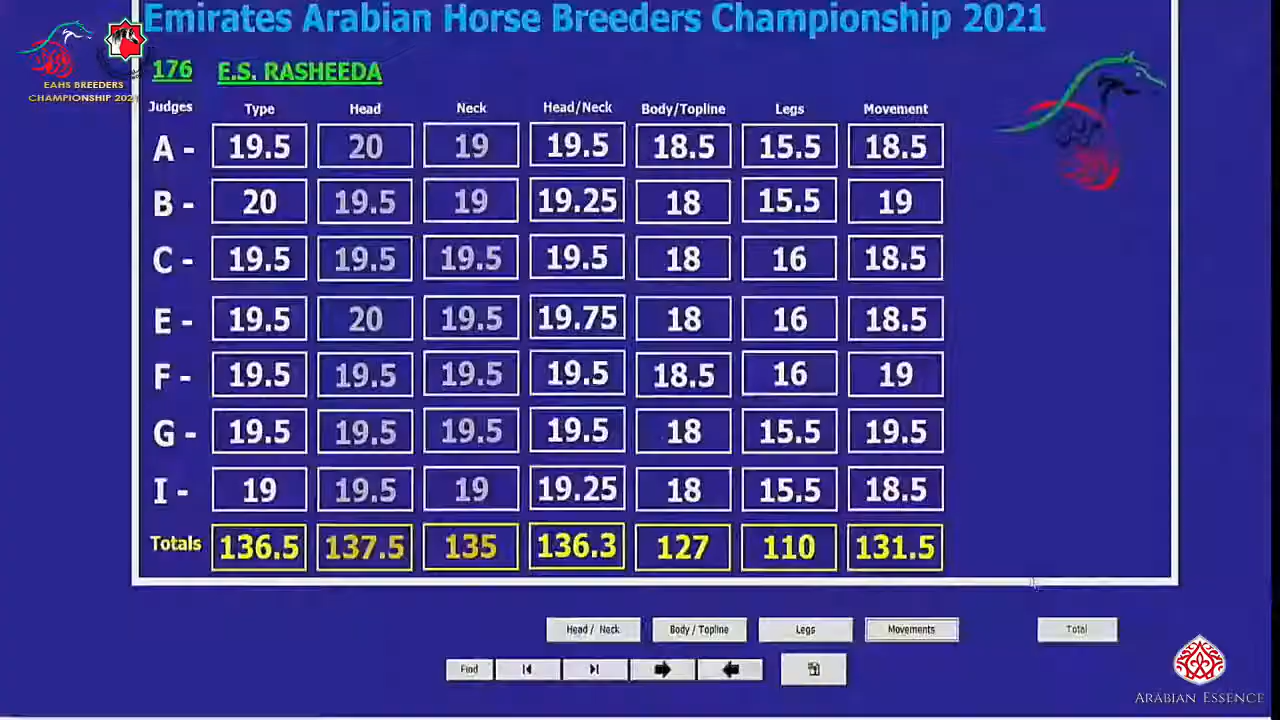 Emirates Arabian Horse Breeders Championship 2021
EAHS BREEDERS
CHAMPIONSHIP 2021
176 E.S. RASHEEDA
Judges Type Head Neck Head/Neck Body/Topline Legs Movement
A - 19.5 20 19 19.5 18.5 15.5 18.5
B - 20 19.5 19 19.25 18 15.5 19
C - 19.5 19.5 19.5 19.5 18 16 18.5
E - 19.5 20 19.5 19.75 18 16 18.5
F - 19.5 19.5 19.5 19.5 18.5 16 19
G - 19.5 19.5 19.5 19.5 18 15.5 19.5
I - 19 19.5 19 19.25 18 15.5 18.5
Totals 136.5 137.5 135 136.3 127 110 131.5
Head / Neck Body / Topline Legs Movements Total
Find
ARABIAN ESSENCE